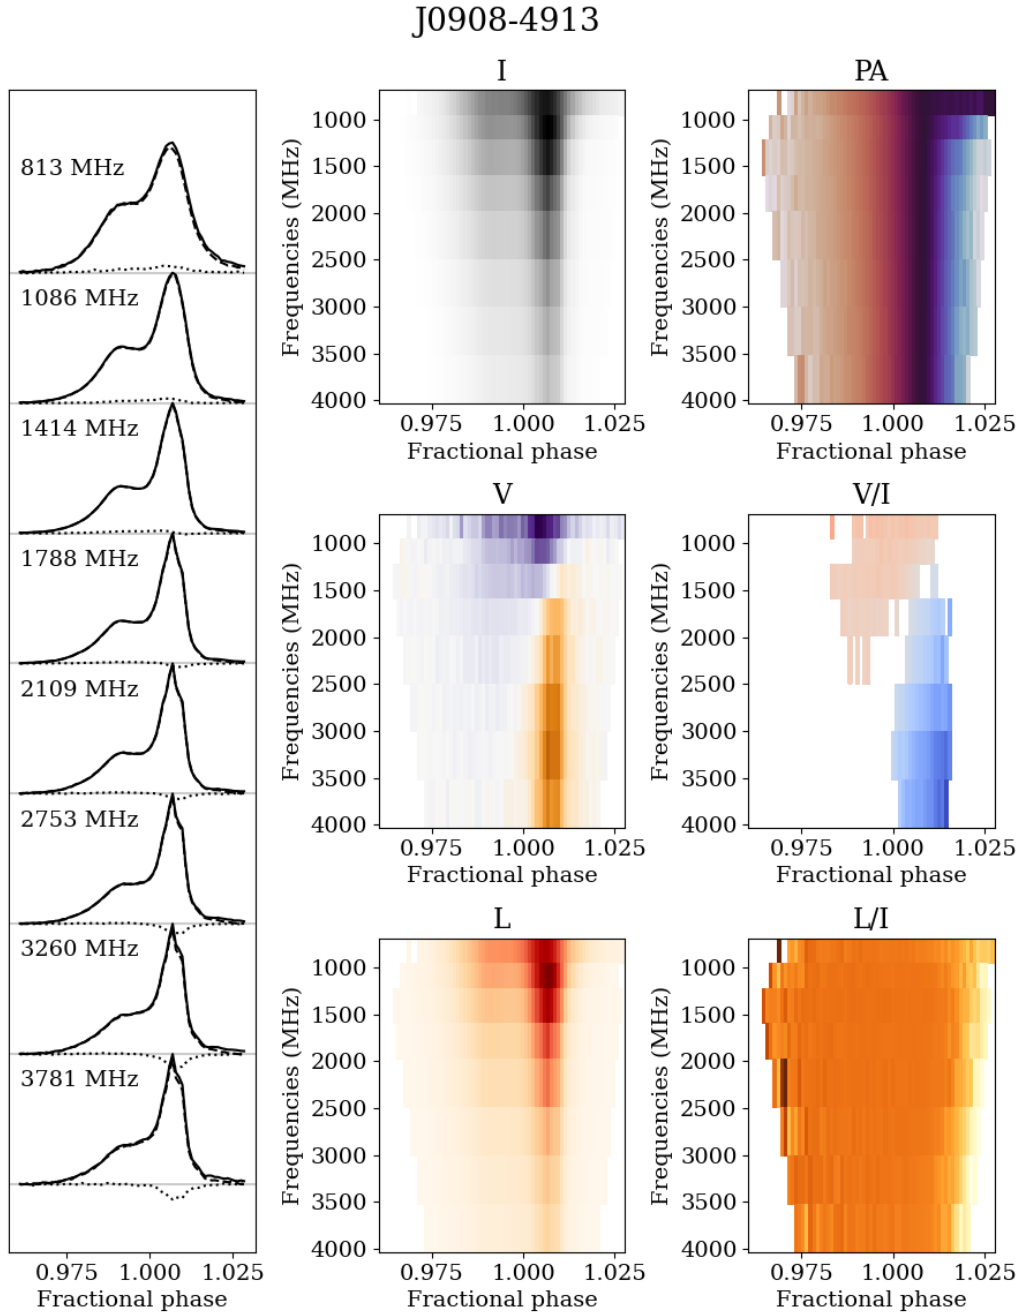 J0908-4913
813 MHz
1086 MHz
1414 MHz
1788 MHz
2109 MHz
2753 MHz
3260 MHz
3781 MHz
0.975 1.000 1.025
Fractional phase
I
Frequencies (MHz)
1000
1500
2000
2500
3000
3500
4000
0.975 1.000 1.025
Fractional phase
PA
Frequencies (MHz)
1000
1500
2000
2500
3000
3500
4000
0.975 1.000 1.025
Fractional phase
V
Frequencies (MHz)
1000
1500
2000
2500
3000
3500
4000
0.975 1.000 1.025
Fractional phase
V/I
Frequencies (MHz)
1000
1500
2000
2500
3000
3500
4000
0.975 1.000 1.025
Fractional phase
L
Frequencies (MHz)
1000
1500
2000
2500
3000
3500
4000
0.975 1.000 1.025
Fractional phase
L/I
Frequencies (MHz)
1000
1500
2000
2500
3000
3500
4000
0.975 1.000 1.025
Fractional phase